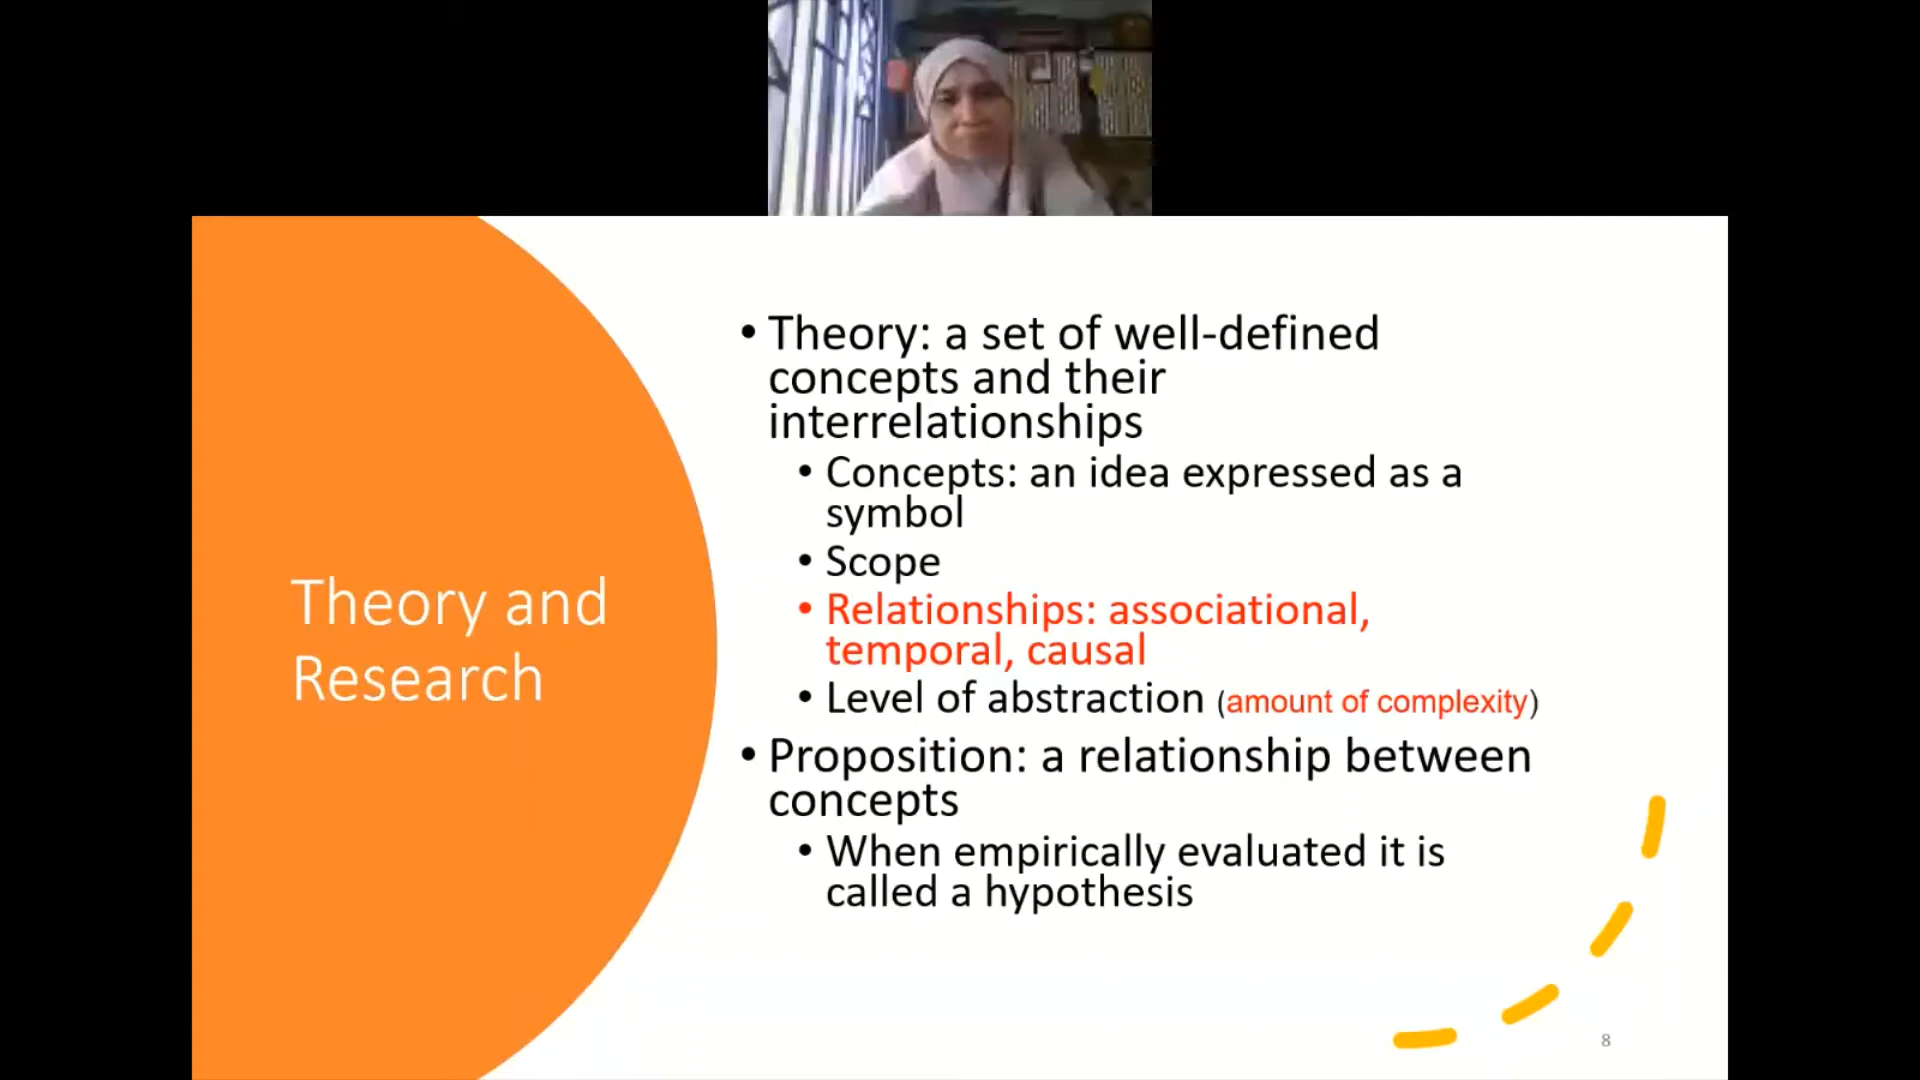 Theory and
Research
• Theory: a set of well-defined
concepts and their
interrelationships
• Concepts: an idea expressed as a
symbol
• Scope
• Relationships: associational,
temporal, causal
• Level of abstraction (amount of complexity)
• Proposition: a relationship between
concepts
• When empirically evaluated it is
called a hypothesis
8